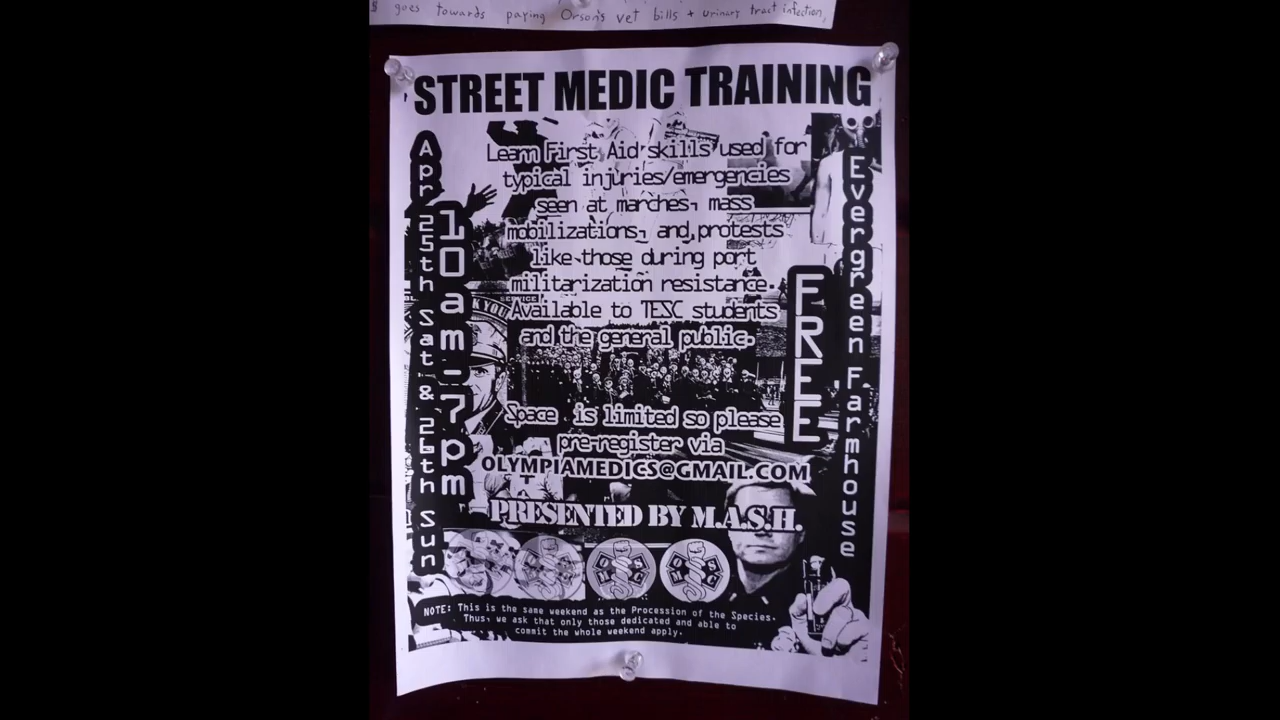 goes towards paying Orson's vet bills + urinary tract infection,
STREET MEDIC TRAINING
Apr 25th Sat & 26th Sun
10am-7pm
Learn First Aid skills used for
typical injuries/emergencies
seen at marches, mass
mobilizations, and protests
like those during port
militarization resistance.
Available to TESC students
and the general public.
FREE
Evergreen Farmhouse
K YOU
SERVICE
Space is limited so please
pre-register via
OLYMPIAMEDICS@GMAIL.COM
PRESENTED BY M.A.S.H.
O S
M C
O S
M C
NOTE: This is the same weekend as the Procession of the Species.
Thus, we ask that only those dedicated and able to
commit the whole weekend apply.